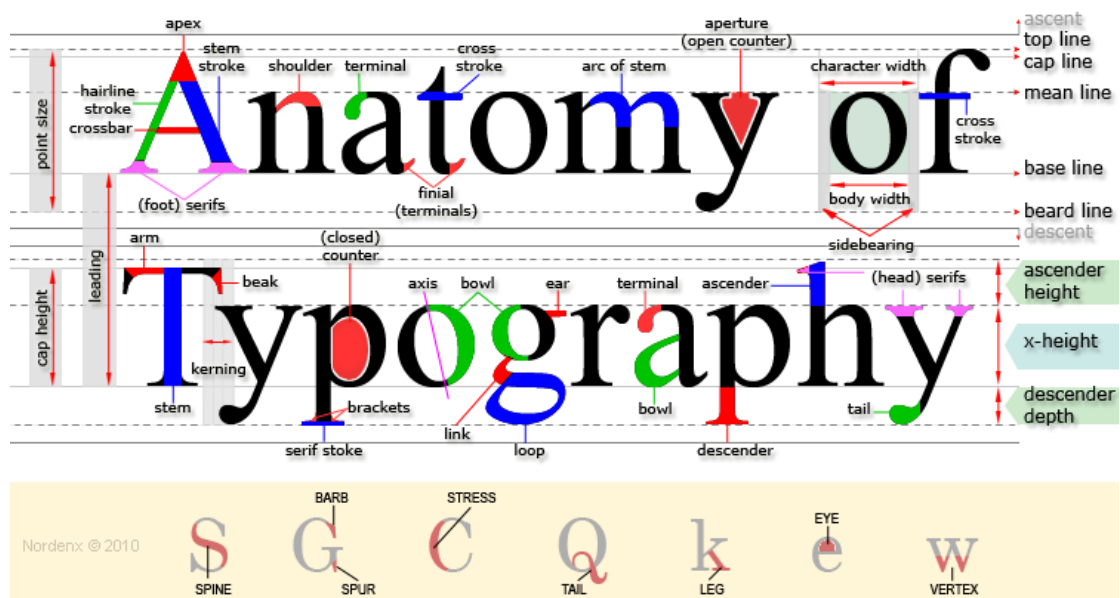 apex
stem
stroke
hairline
stroke
crossbar
shoulder
terminal
cross
stroke
arc of stem
aperture
(open counter)
character width
ascent
top line
cap line
mean line
cross
stroke
base line
beard line
descent
point size
Anatomy of
(foot) serifs
finial
(terminals)
body width
sidebearing
leading
arm
(closed)
counter
beak
axis
bowl
ear
terminal
ascender
(head) serifs
ascender
height
x-height
descender
depth
cap height
Typography
kerning
stem
brackets
serif stoke
link
loop
bowl
descender
tail
Nordenx © 2010
BARB
STRESS
EYE
S G C Q k e w
SPINE
SPUR
TAIL
LEG
VERTEX